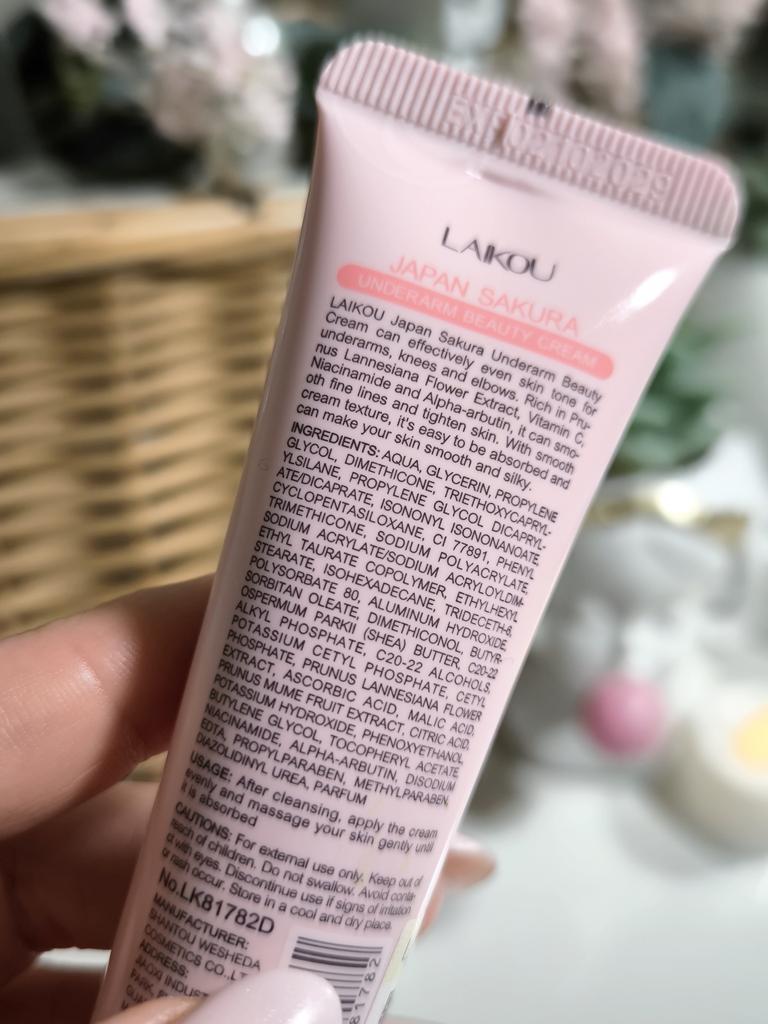 EXP 02102029
LAIKOU
JAPAN SAKURA
UNDERARM BEAUTY CREAM
LAIKOU Japan Sakura Underarm Beauty
Cream can effectively even skin tone for
underarms, knees and elbows. Rich in Pru-
nus Lannesiana Flower Extract, Vitamin C,
Niacinamide and Alpha-arbutin, it can smo-
oth fine lines and tighten skin. With smooth
cream texture, it's easy to be absorbed and
can make your skin smooth and silky.
INGREDIENTS: AQUA, GLYCERIN, PROPYLENE
GLYCOL, DIMETHICONE, TRIETHOXYCAPRYL-
YLSILANE, PROPYLENE GLYCOL DICAPRYL-
ATE/DICAPRATE, ISONONYL ISONONANOATE,
CYCLOPENTASILOXANE, CI 77891, PHENYL
TRIMETHICONE, SODIUM POLYACRYLATE,
SODIUM ACRYLATE/SODIUM ACRYLOYLDIM-
ETHYL TAURATE COPOLYMER, ETHYLHEXYL
STEARATE, ISOHEXADECANE, TRIDECETH-6,
POLYSORBATE 80, ALUMINUM HYDROXIDE,
SORBITAN OLEATE, DIMETHICONOL, BUTYR-
OSPERMUM PARKII (SHEA) BUTTER, C20-22
ALKYL PHOSPHATE, C20-22 ALCOHOLS,
POTASSIUM CETYL PHOSPHATE, CETYL
PHOSPHATE, PRUNUS LANNESIANA FLOWER
EXTRACT, ASCORBIC ACID, MALIC ACID,
PRUNUS MUME FRUIT EXTRACT, CITRIC ACID,
POTASSIUM HYDROXIDE, PHENOXYETHANOL,
BUTYLENE GLYCOL, TOCOPHERYL ACETATE,
NIACINAMIDE, ALPHA-ARBUTIN, DISODIUM
EDTA, PROPYLPARABEN, METHYLPARABEN,
DIAZOLDINYL UREA, PARFUM
USAGE: After cleansing, apply the cream
evenly and massage your skin gently until
it is absorbed
CAUTIONS: For external use only. Keep out of
reach of children. Do not swallow. Avoid conta-
ct with eyes. Discontinue use if signs of irritation
or rash occur. Store in a cool and dry place.
No.LK81782D
MANUFACTURER:
SHANTOU WESHEDA
COSMETICS CO.,LT
ADDRESS:
JIAOXI INDUST
PARK,
81782